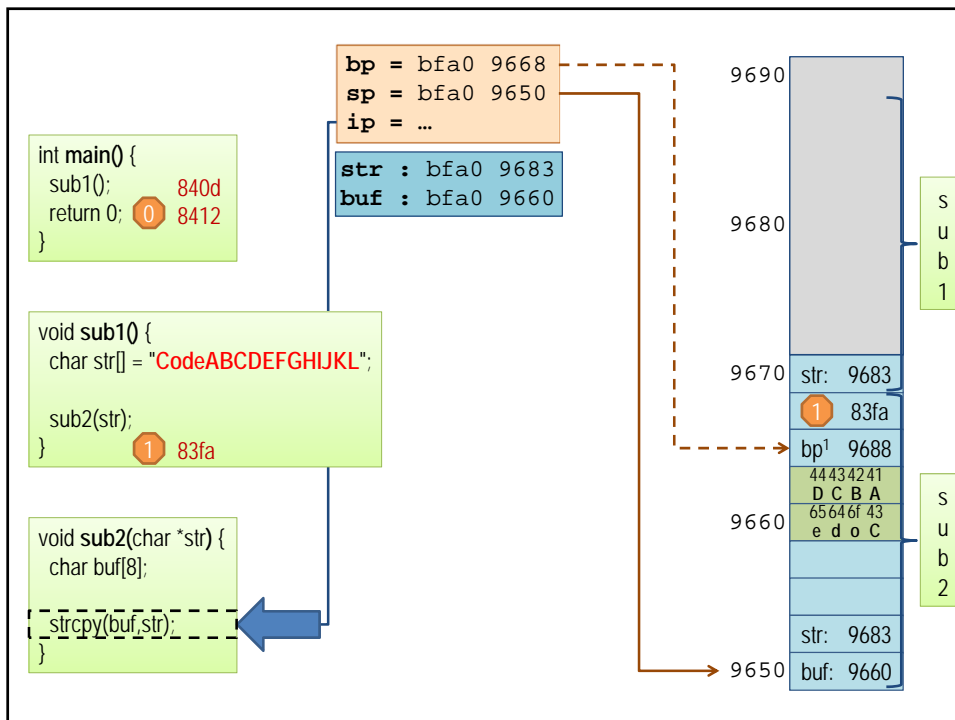 bp = bfa0 9668
sp = bfa0 9650
ip = …
str : bfa0 9683
buf : bfa0 9660
int main() {
sub1(); 840d
return 0; 0 8412
}
void sub1() {
char str[] = "CodeABCDEFGHIJKL";
sub2(str);
} 1 83fa
void sub2(char *str) {
char buf[8];
strcpy(buf,str);
}
9690
9680
9670 str: 9683
1 83fa
bp1 9688
44 43 42 41
D C B A
65 64 6f 43
9660 e d o C
str: 9683
9650 buf: 9660
s
u
b
1
s
u
b
2